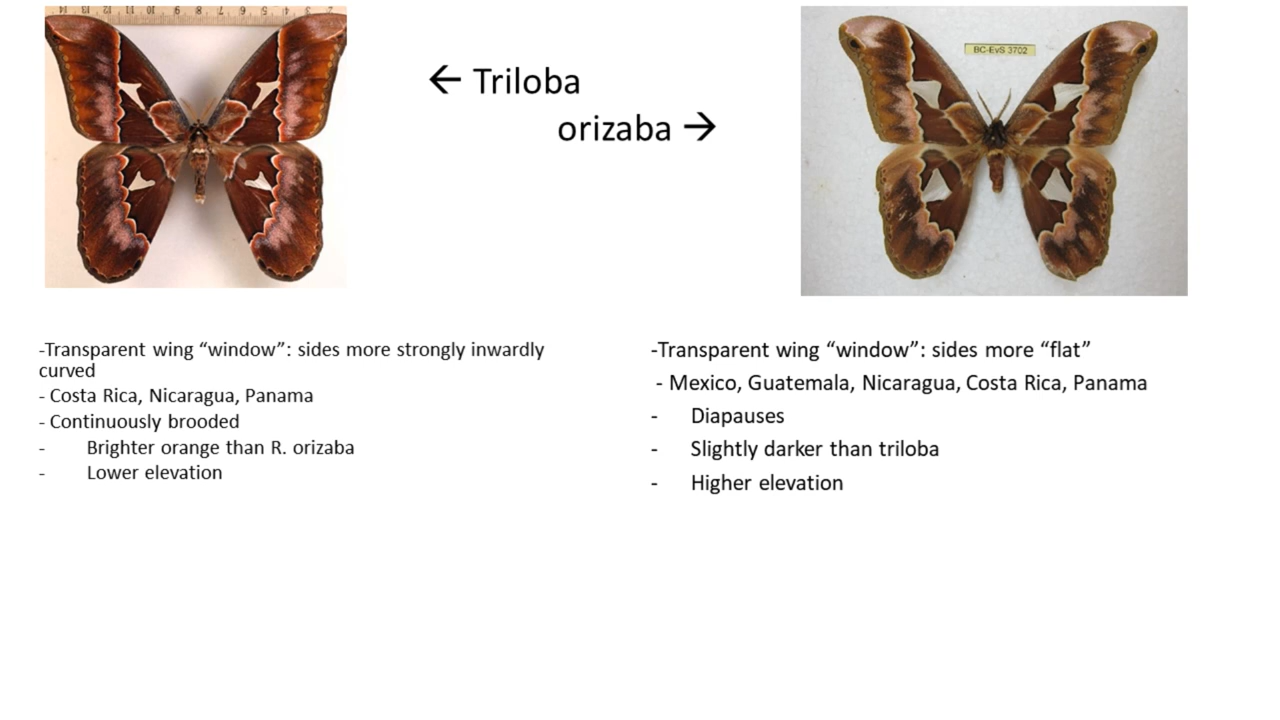 ← Triloba
orizaba →
BC-EvS 3702
-Transparent wing “window”: sides more strongly inwardly
curved
- Costa Rica, Nicaragua, Panama
- Continuously brooded
- Brighter orange than R. orizaba
- Lower elevation
-Transparent wing “window”: sides more “flat”
- Mexico, Guatemala, Nicaragua, Costa Rica, Panama
- Diapauses
- Slightly darker than triloba
- Higher elevation